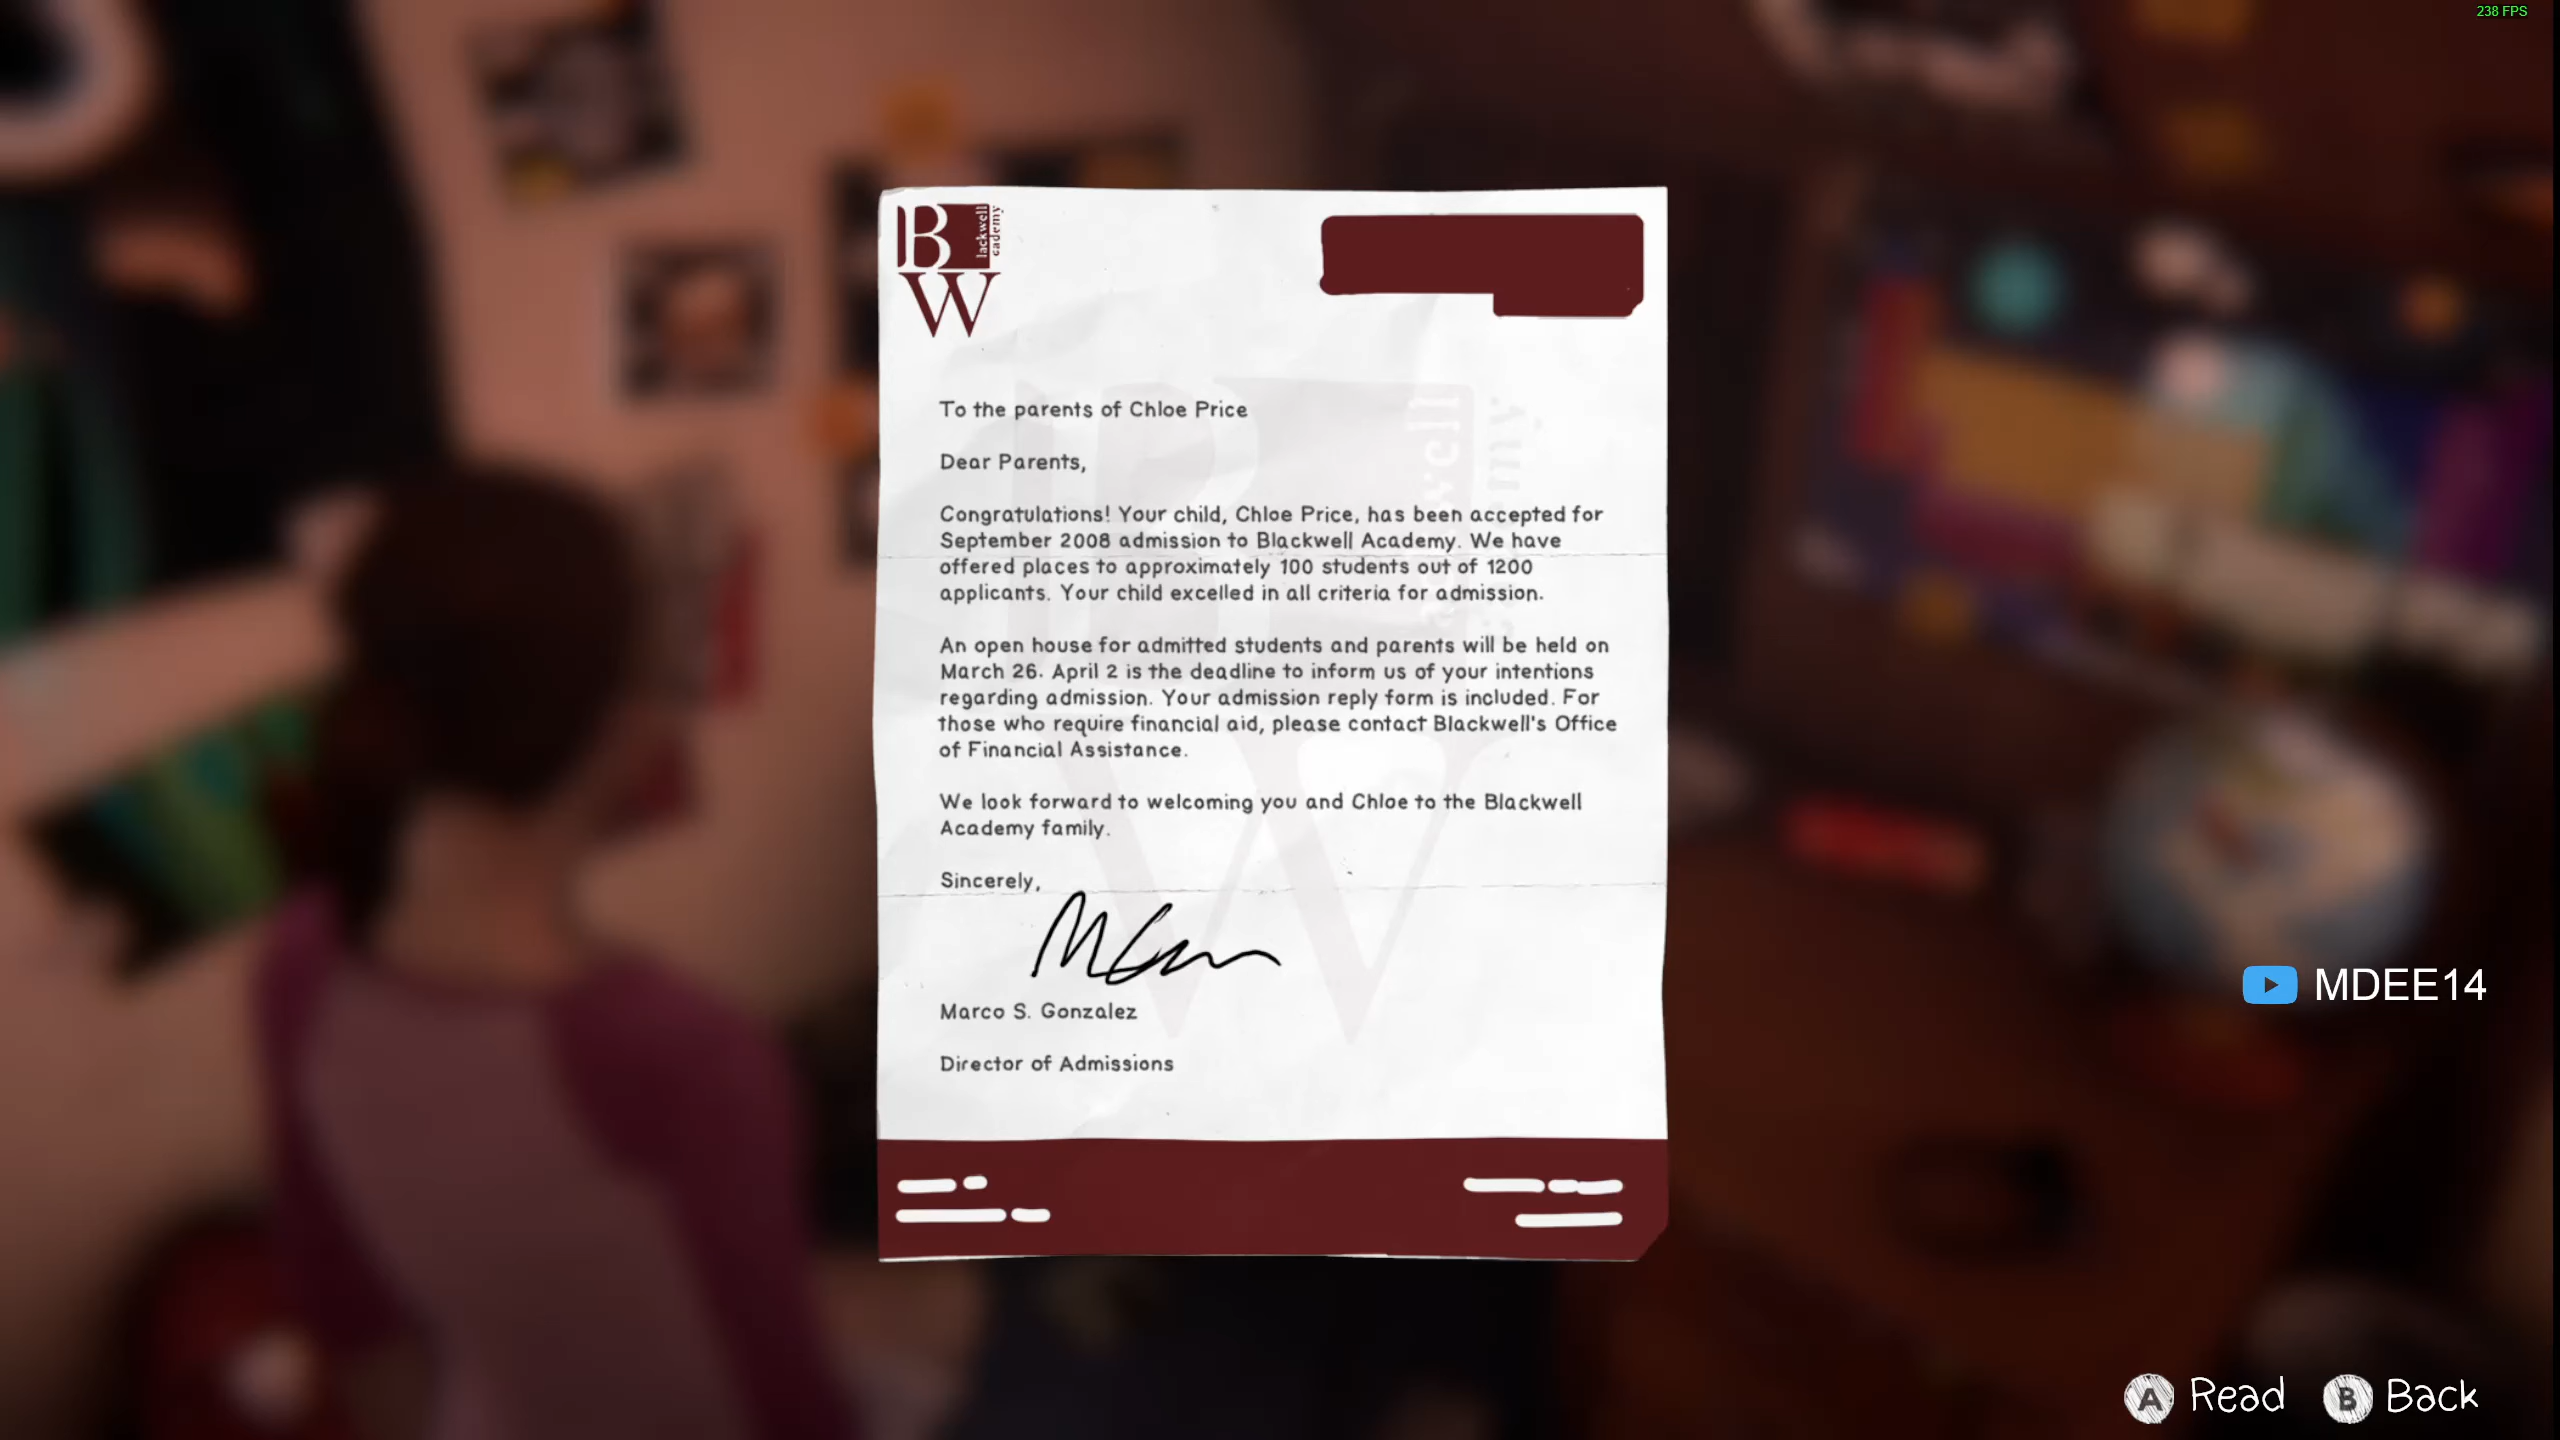 238 FPS
B lackwell cademy
W
To the parents of Chloe Price
Dear Parents,
Congratulations! Your child, Chloe Price, has been accepted for
September 2008 admission to Blackwell Academy. We have
offered places to approximately 100 students out of 1200
applicants. Your child excelled in all criteria for admission.
An open house for admitted students and parents will be held on
March 26. April 2 is the deadline to inform us of your intentions
regarding admission. Your admission reply form is included. For
those who require financial aid, please contact Blackwell's Office
of Financial Assistance.
We look forward to welcoming you and Chloe to the Blackwell
Academy family.
Sincerely,
Marco S. Gonzalez
Director of Admissions
MDEE14
A Read B Back